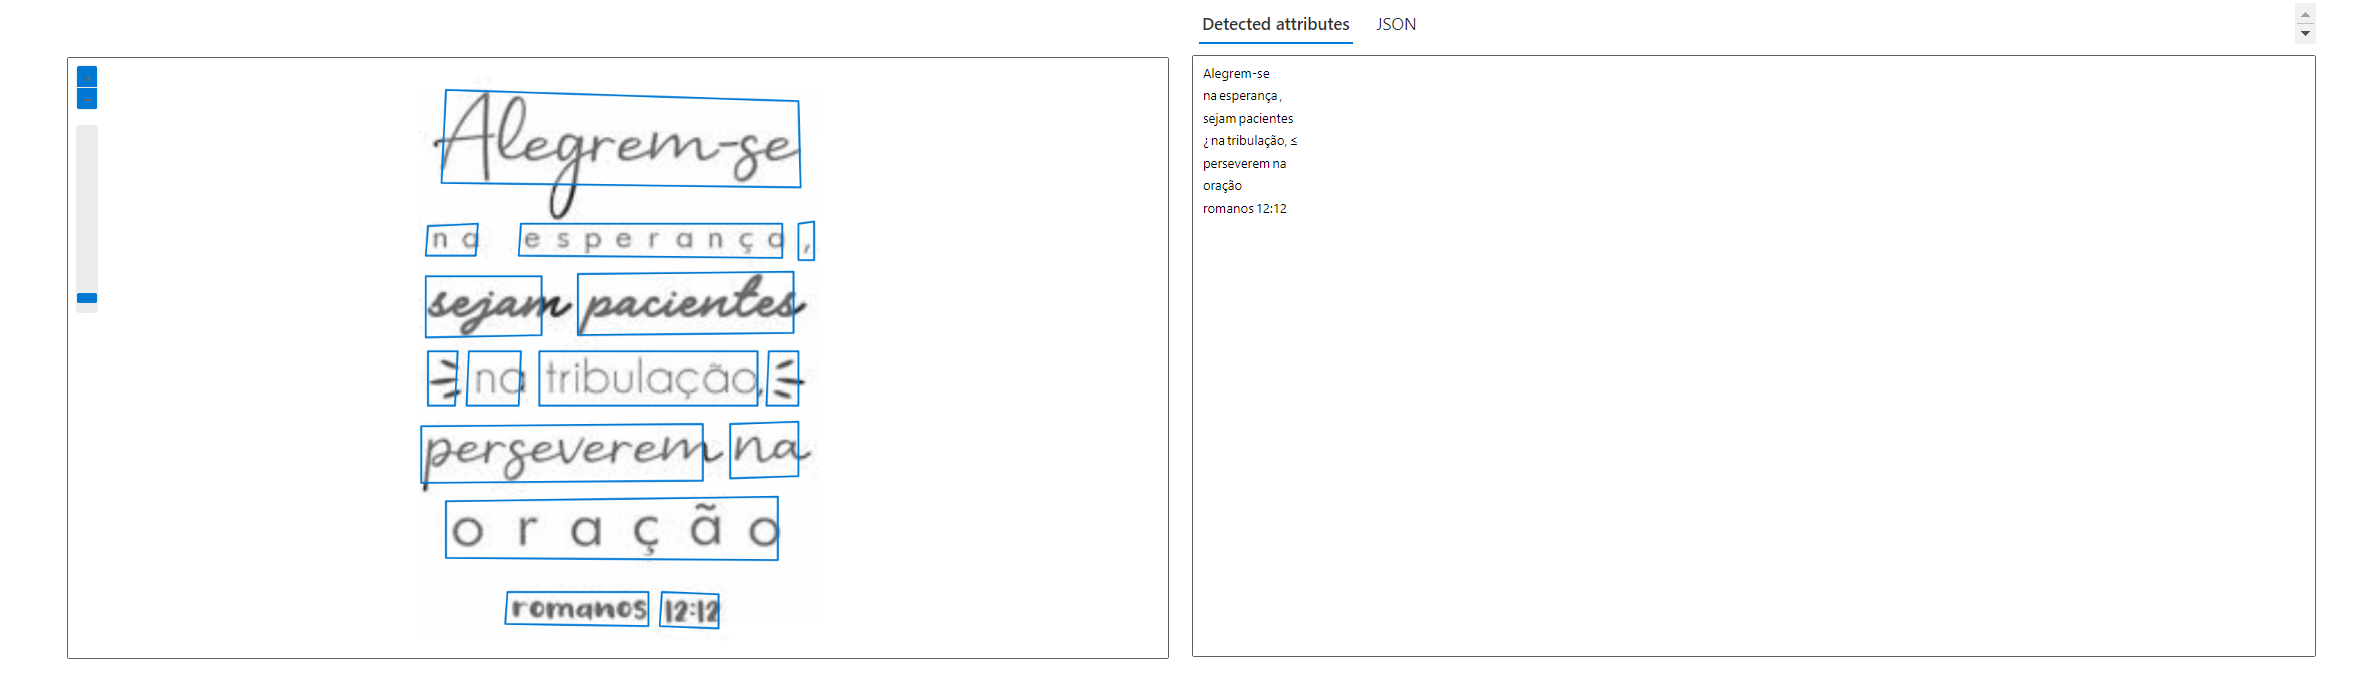 Detected attributes JSON
Alegrem-se
na esperança,
sejam pacientes
na tribulação,
perseverem na
oração
romanos 12:12
Alegrem-se
na esperança ,
sejam pacientes
¿ na tribulação, ≤
perseverem na
oração
romanos 12:12